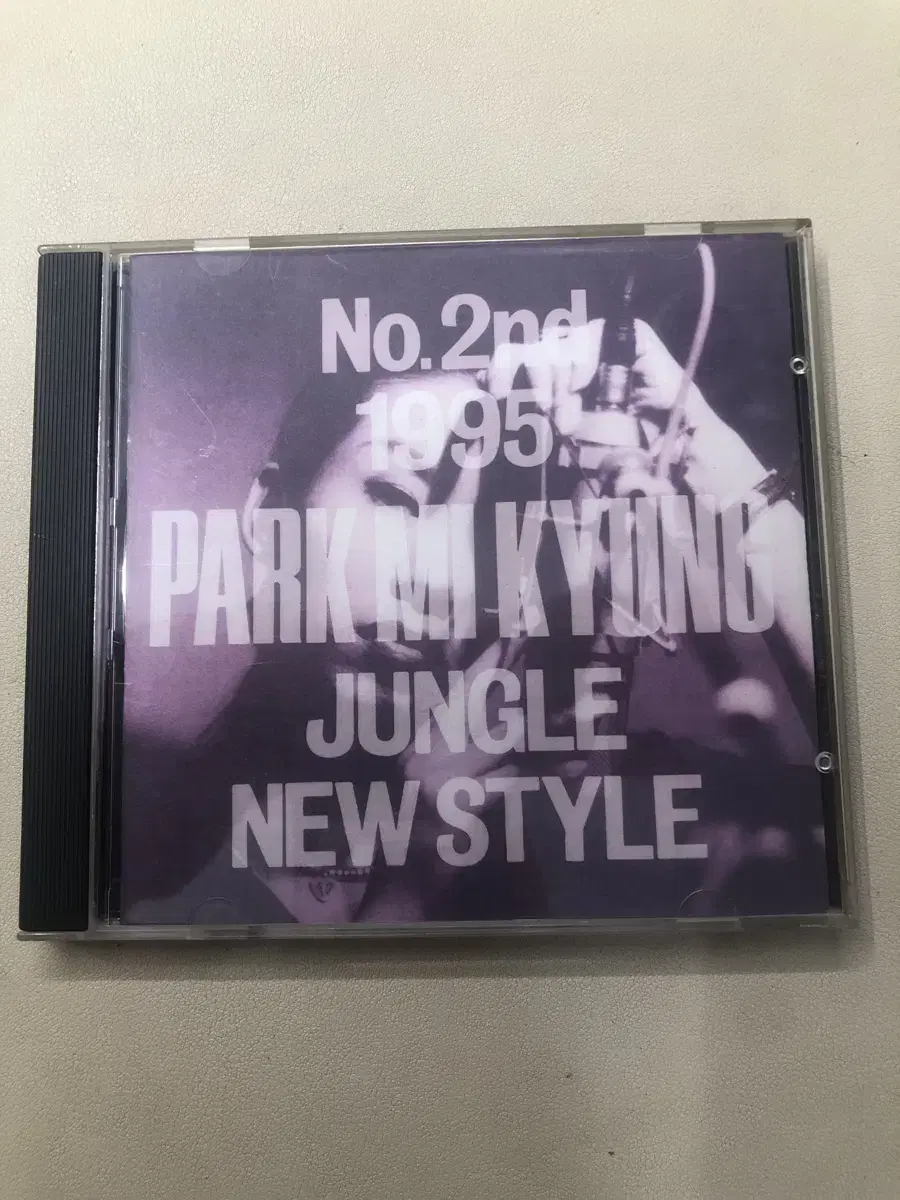 No.2nd
1995
PARK MI KYUNG
JUNGLE
NEW STYLE